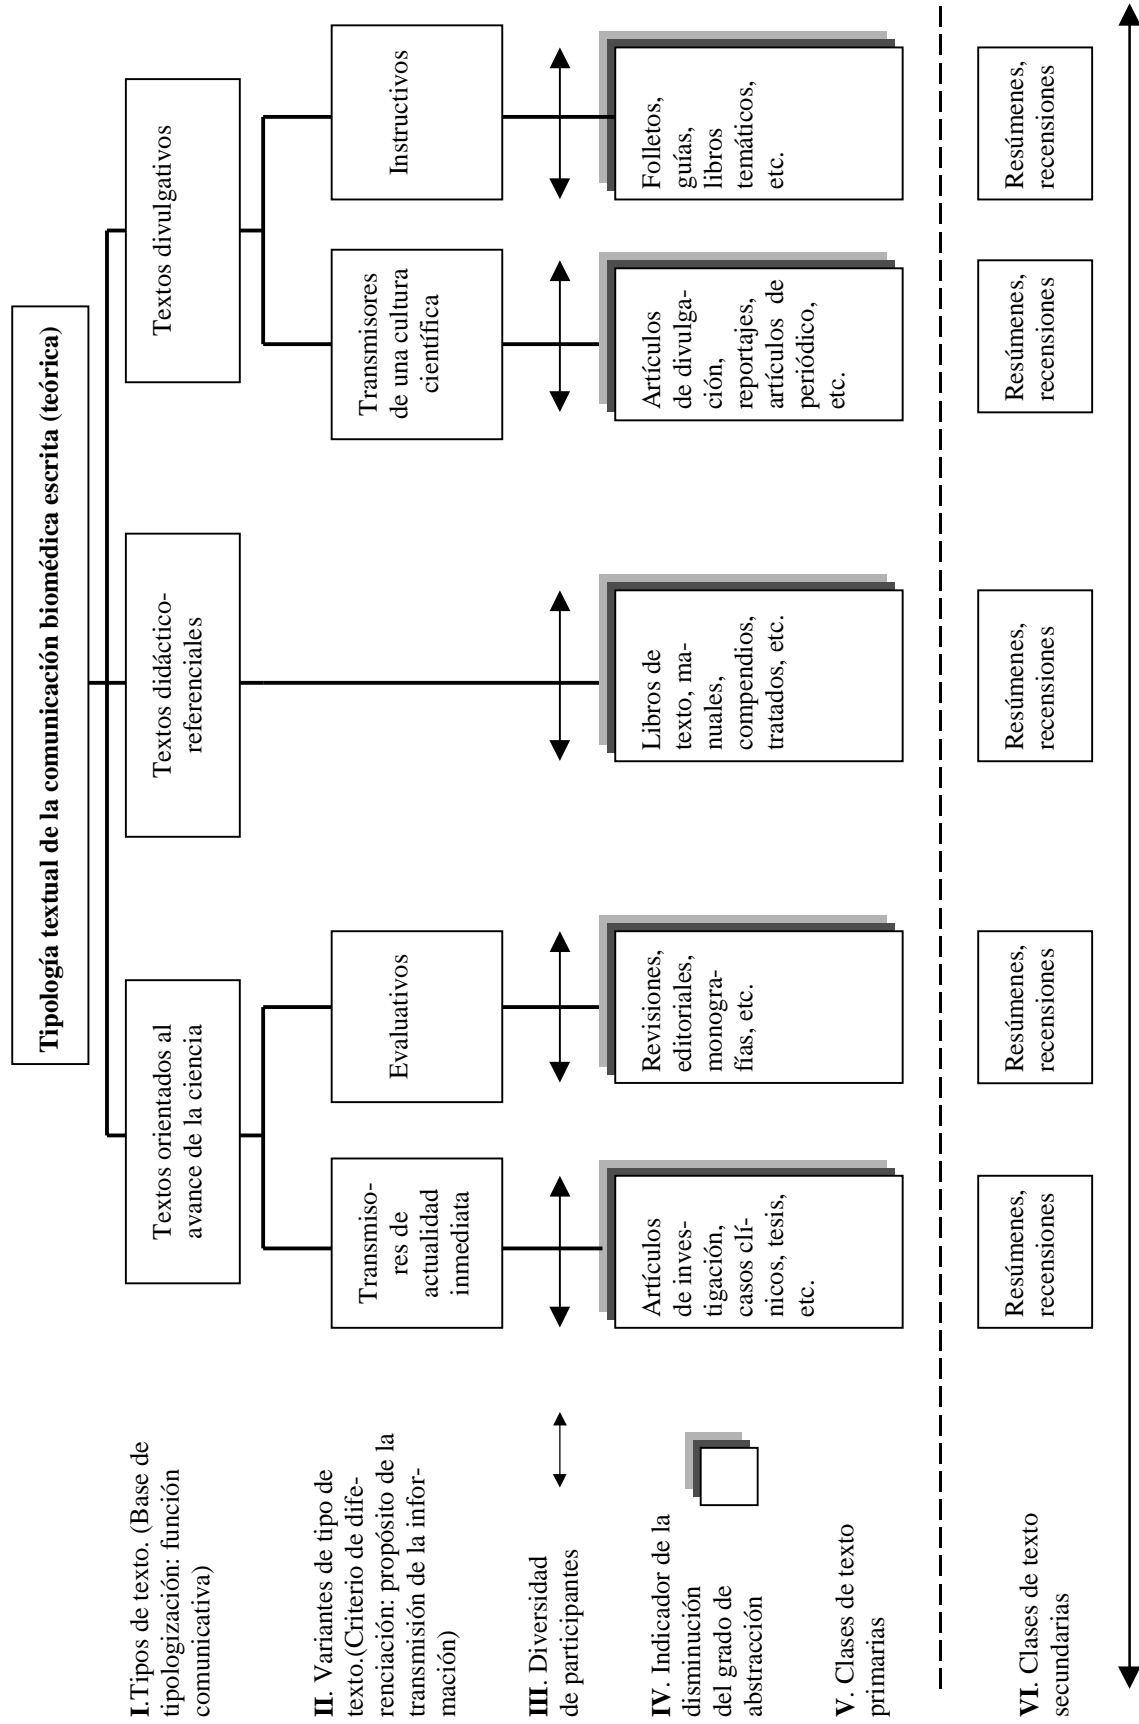 Tipología textual de la comunicación biomédica escrita (teórica)
I.Tipos de texto. (Base de
tipologización: función
comunicativa)
Textos orientados al
avance de la ciencia
Textos didáctico-
referenciales
Textos divulgativos
II. Variantes de tipo de
texto.(Criterio de dife-
renciación: propósito de la
transmisión de la infor-
mación)
Transmiso-
res de
actualidad
inmediata
Evaluativos
Transmisores
de una cultura
científica
Instructivos
III. Diversidad
de participantes
IV. Indicador de la
disminución
del grado de
abstracción
V. Clases de texto
primarias
Artículos
de inves-
tigación,
casos clí-
nicos, tesis,
etc.
Revisiones,
editoriales,
monogra-
fías, etc.
Libros de
texto, ma-
nuales,
compendios,
tratados, etc.
Artículos
de divulga-
ción,
reportajes,
artículos de
periódico,
etc.
Folletos,
guías,
libros
temáticos,
etc.
VI. Clases de texto
secundarias
Resúmenes,
recensiones
Resúmenes,
recensiones
Resúmenes,
recensiones
Resúmenes,
recensiones
Resúmenes,
recensiones